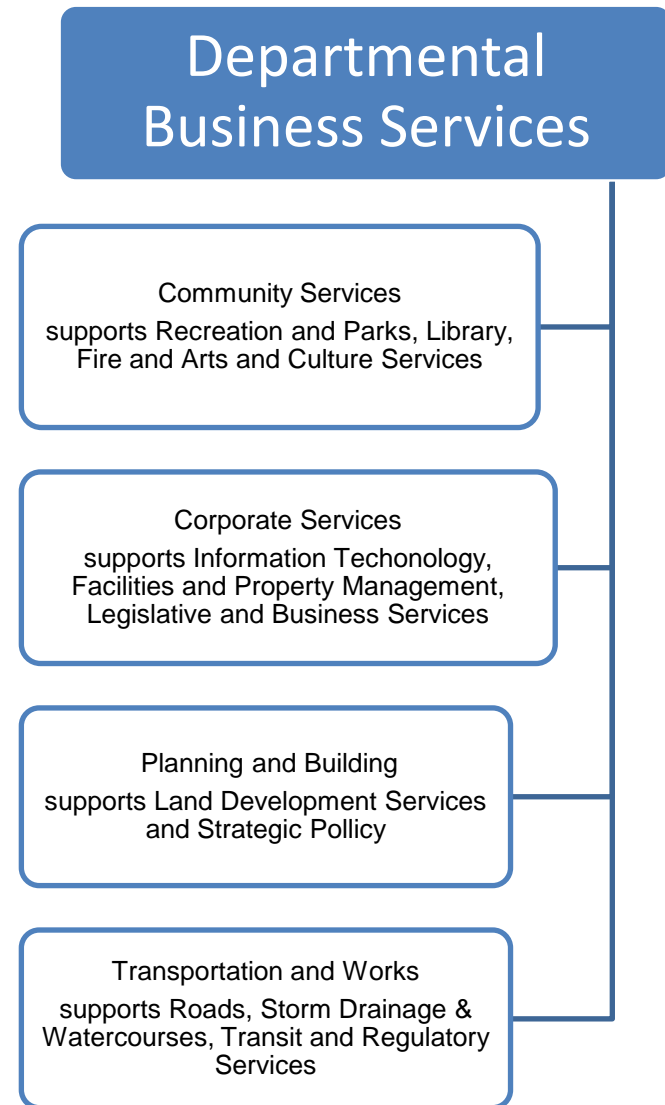 Departmental
Business Services
Community Services
supports Recreation and Parks, Library,
Fire and Arts and Culture Services
Corporate Services
supports Information Techonology,
Facilities and Property Management,
Legislative and Business Services
Planning and Building
supports Land Development Services
and Strategic Pollicy
Transportation and Works
supports Roads, Storm Drainage &
Watercourses, Transit and Regulatory
Services